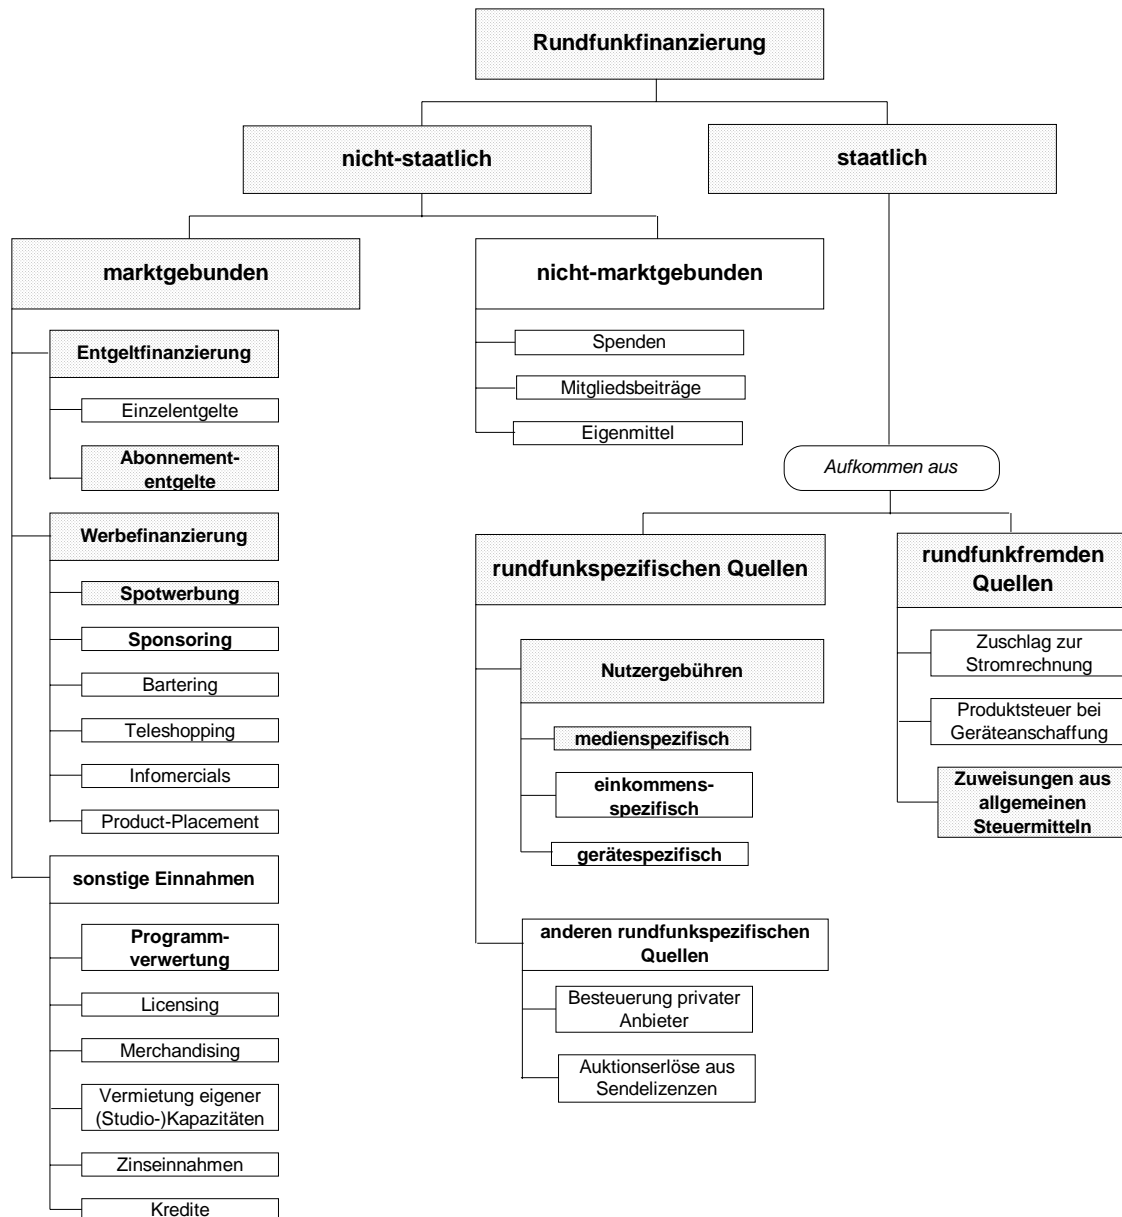 Rundfunkfinanzierung
nicht-staatlich
staatlich
marktgebunden
nicht-marktgebunden
Entgeltfinanzierung
Einzelentgelte
Abonnement-
entgelte
Werbefinanzierung
Spotwerbung
Sponsoring
Bartering
Teleshopping
Infomercials
Product-Placement
sonstige Einnahmen
Programm-
verwertung
Licensing
Merchandising
Vermietung eigener
(Studio-)Kapazitäten
Zinseinnahmen
Kredite
Spenden
Mitgliedsbeiträge
Eigenmittel
Aufkommen aus
rundfunkspezifischen Quellen
Nutzergebühren
medienspezifisch
einkommens-
spezifisch
gerätespezifisch
anderen rundfunkspezifischen
Quellen
Besteuerung privater
Anbieter
Auktionserlöse aus
Sendelizenzen
rundfunkfremden
Quellen
Zuschlag zur
Stromrechnung
Produktsteuer bei
Geräteanschaffung
Zuweisungen aus
allgemeinen
Steuermitteln